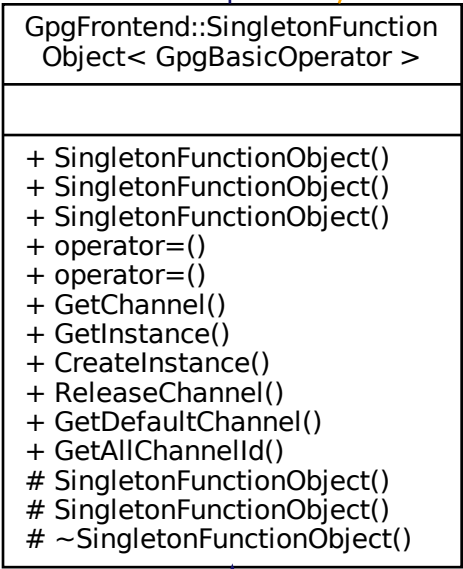 GpgFrontend::SingletonFunction
Object< GpgBasicOperator >
+ SingletonFunctionObject()
+ SingletonFunctionObject()
+ SingletonFunctionObject()
+ operator=()
+ operator=()
+ GetChannel()
+ GetInstance()
+ CreateInstance()
+ ReleaseChannel()
+ GetDefaultChannel()
+ GetAllChannelId()
# SingletonFunctionObject()
# SingletonFunctionObject()
# ~SingletonFunctionObject()